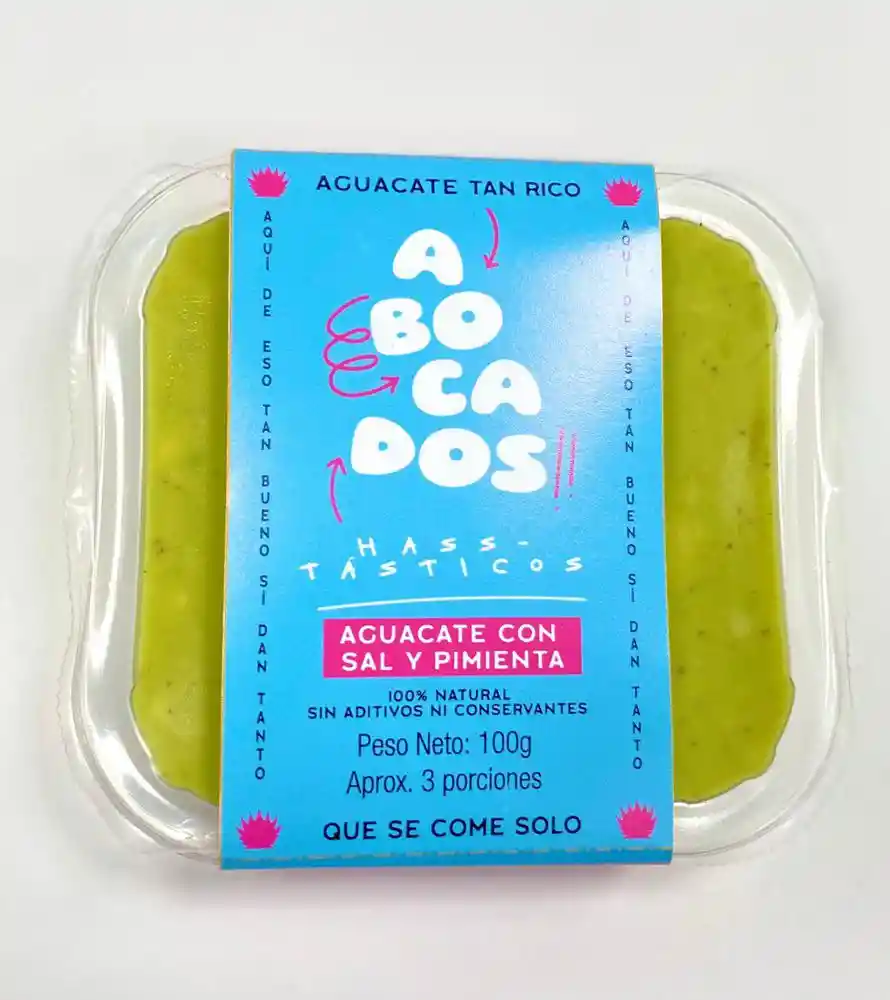 AGUACATE TAN RICO
AQUÍ DE ESO TAN BUENO SÍ DAN TANTO
A
BO
CA
DOS
HASS-
TÁSTICOS
AGUACATE CON
SAL Y PIMIENTA
100% NATURAL
SIN ADITIVOS NI CONSERVANTES
Peso Neto: 100g
Aprox. 3 porciones
QUE SE COME SOLO
AQUÍ DE ESO TAN BUENO SÍ DAN TANTO